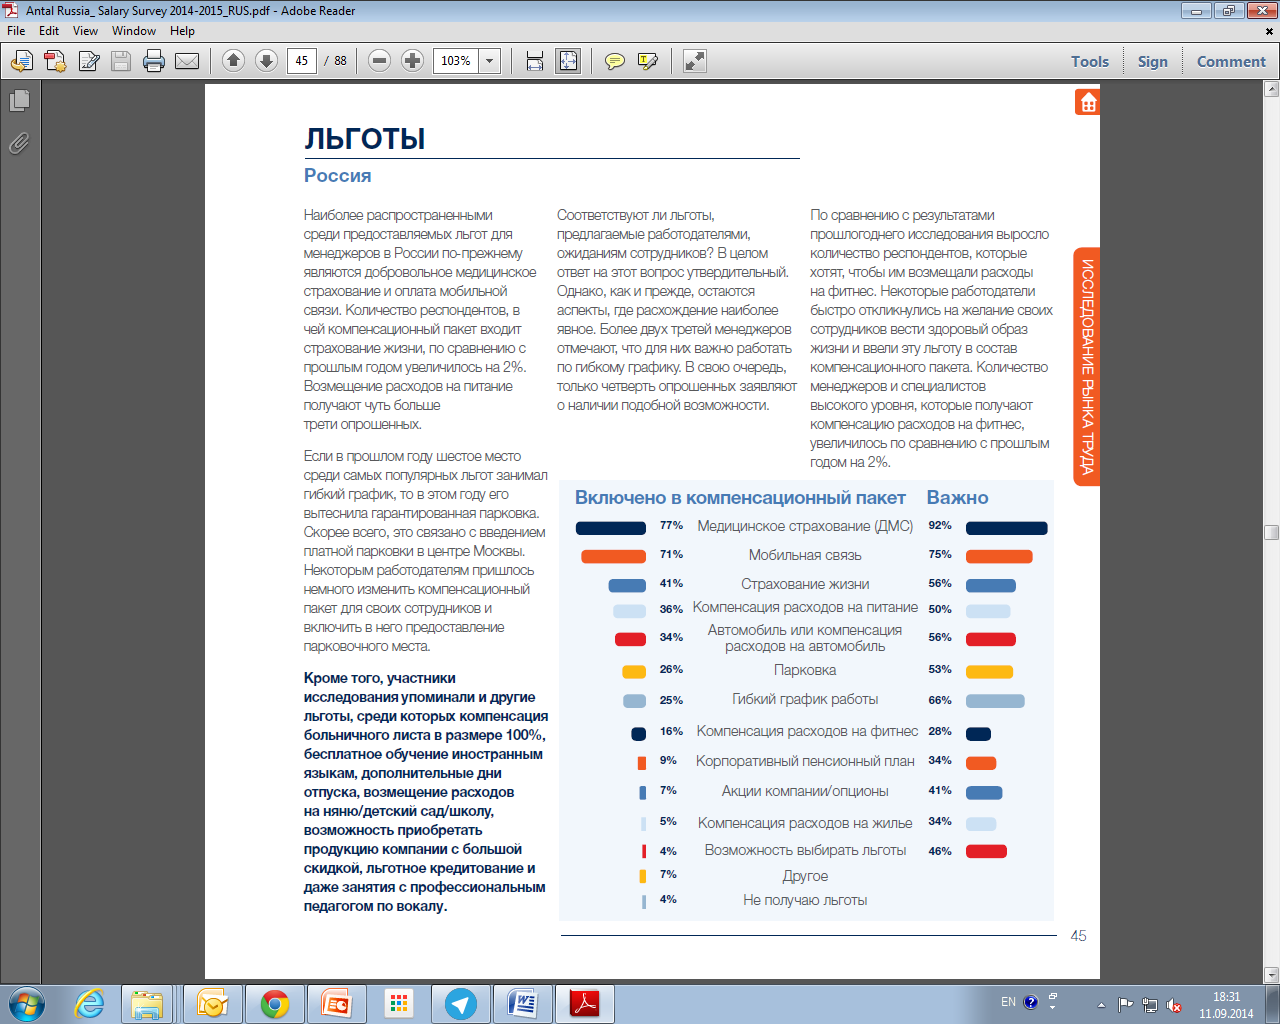 Antal Russia_ Salary Survey 2014-2015_RUS.pdf - Adobe Reader
File Edit View Window Help
45 / 88 103% Tools Sign Comment
ЛЬГОТЫ
Россия
Наиболее распространенными
среди предоставляемых льгот для
менеджеров в России по-прежнему
являются добровольное медицинское
страхование и оплата мобильной
связи. Количество респондентов, в
чей компенсационный пакет входит
страхование жизни, по сравнению с
прошлым годом увеличилось на 2%.
Возмещение расходов на питание
получают чуть больше
трети опрошенных.
Если в прошлом году шестое место
среди самых популярных льгот занимал
гибкий график, то в этом году его
вытеснила гарантированная парковка.
Скорее всего, это связано с введением
платной парковки в центре Москвы.
Некоторым работодателям пришлось
немного изменить компенсационный
пакет для своих сотрудников и
включить в него предоставление
парковочного места.
Кроме того, участники
исследования упоминали и другие
льготы, среди которых компенсация
больничного листа в размере 100%,
бесплатное обучение иностранным
языкам, дополнительные дни
отпуска, возмещение расходов
на няню/детский сад/школу,
возможность приобретать
продукцию компании с большой
скидкой, льготное кредитование и
даже занятия с профессиональным
педагогом по вокалу.
Соответствуют ли льготы,
предлагаемые работодателями,
ожиданиям сотрудников? В целом
ответ на этот вопрос утвердительный.
Однако, как и прежде, остаются
аспекты, где расхождение наиболее
явное. Более двух третей менеджеров
отмечают, что для них важно работать
по гибкому графику. В свою очередь,
только четверть опрошенных заявляют
о наличии подобной возможности.
По сравнению с результатами
прошлогоднего исследования выросло
количество респондентов, которые
хотят, чтобы им возмещали расходы
на фитнес. Некоторые работодатели
быстро откликнулись на желание своих
сотрудников вести здоровый образ
жизни и ввели эту льготу в состав
компенсационного пакета. Количество
менеджеров и специалистов
высокого уровня, которые получают
компенсацию расходов на фитнес,
увеличилось по сравнению с прошлым
годом на 2%.
ИССЛЕДОВАНИЕ РЫНКА ТРУДА
Включено в компенсационный пакет Важно
77% Медицинское страхование (ДМС) 92%
71% Мобильная связь 75%
41% Страхование жизни 56%
36% Компенсация расходов на питание 50%
34% Автомобиль или компенсация
расходов на автомобиль 56%
26% Парковка 53%
25% Гибкий график работы 66%
16% Компенсация расходов на фитнес 28%
9% Корпоративный пенсионный план 34%
7% Акции компании/опционы 41%
5% Компенсация расходов на жилье 34%
4% Возможность выбирать льготы 46%
7% Другое
4% Не получаю льготы
45
EN 18:31
11.09.2014